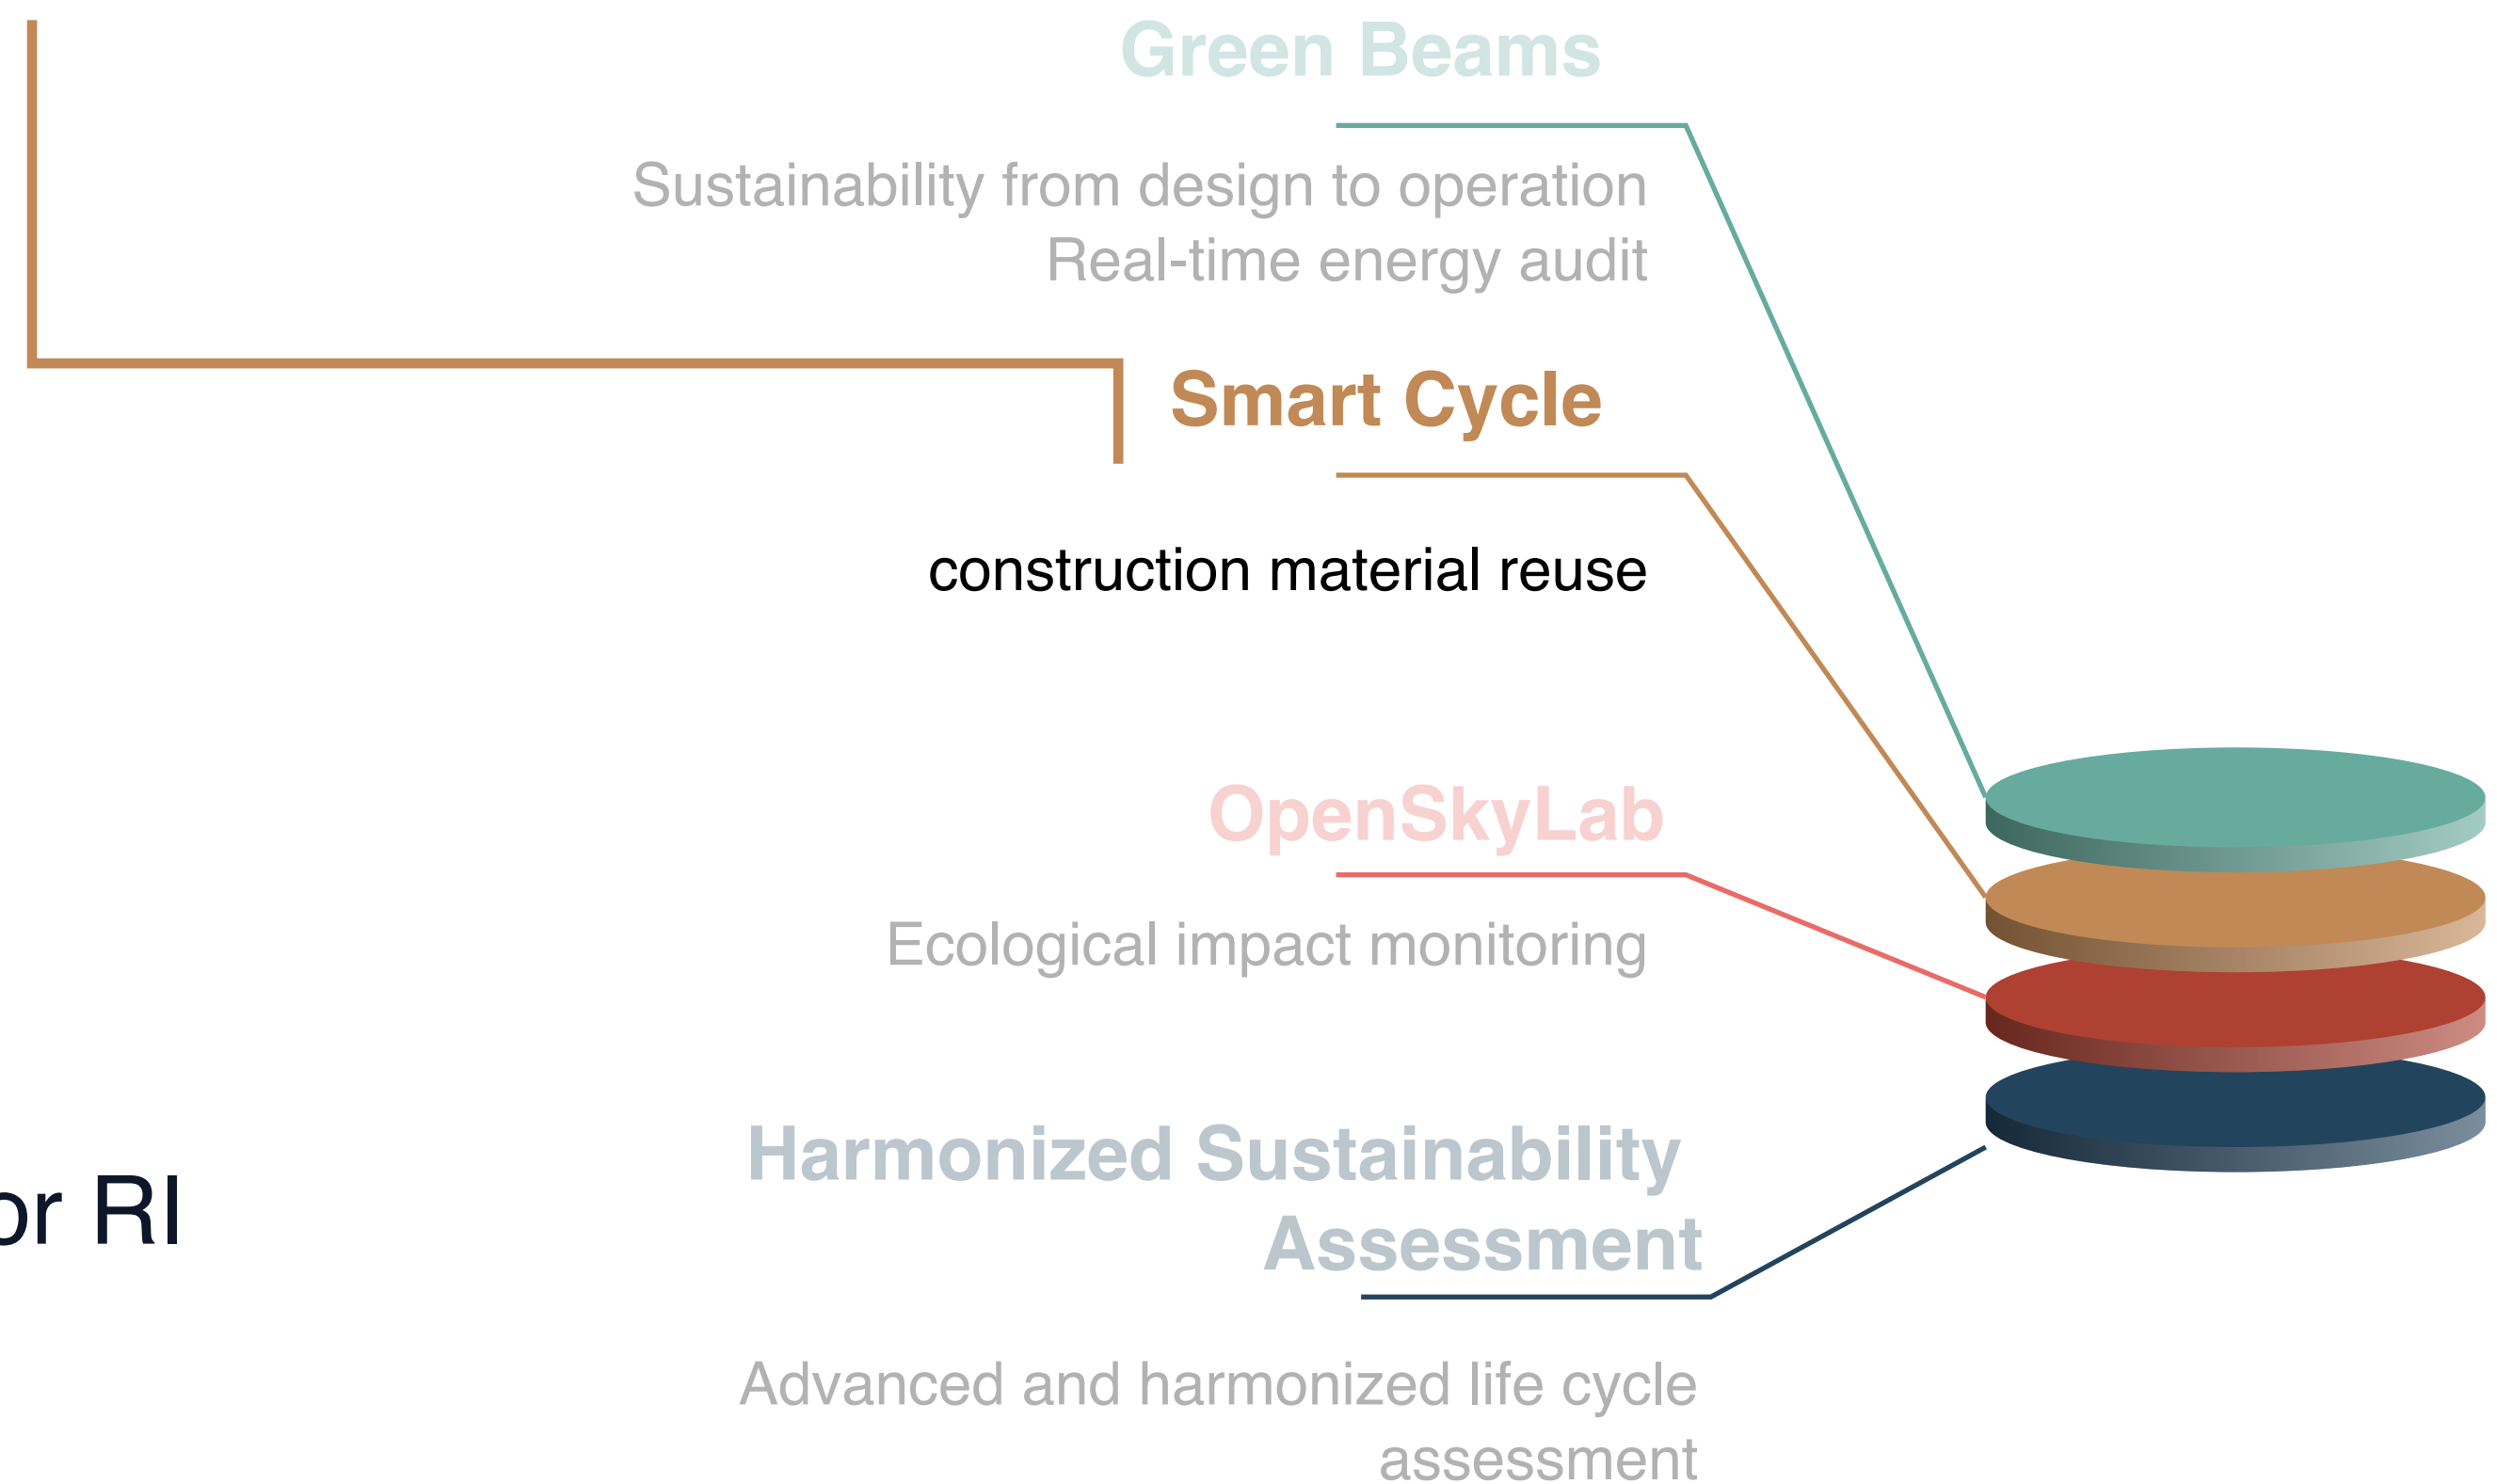 Green Beams
Sustainability from design to operation
Real-time energy audit
Smart Cycle
construction material reuse
OpenSkyLab
Ecological impact monitoring
Harmonized Sustainability
Assessment
or RI
Advanced and harmonized life cycle
assessment